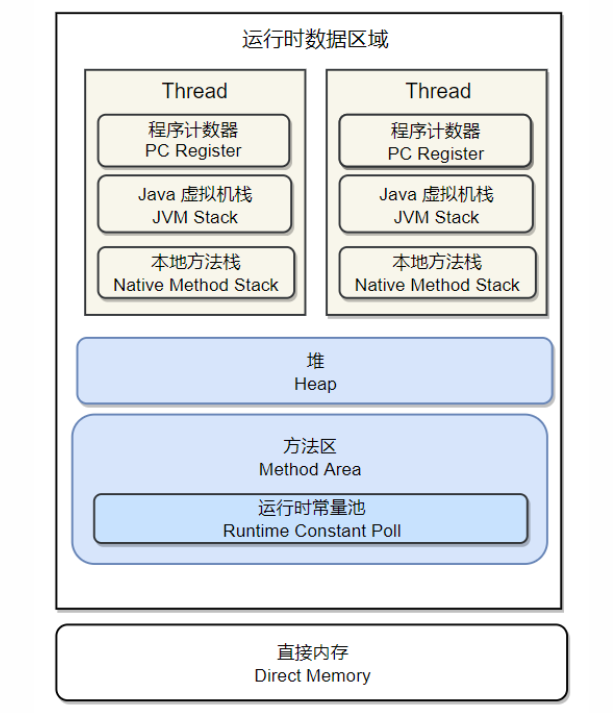 运行时数据区域
Thread
程序计数器
PC Register
Java 虚拟机栈
JVM Stack
本地方法栈
Native Method Stack
Thread
程序计数器
PC Register
Java 虚拟机栈
JVM Stack
本地方法栈
Native Method Stack
堆
Heap
方法区
Method Area
运行时常量池
Runtime Constant Poll
直接内存
Direct Memory